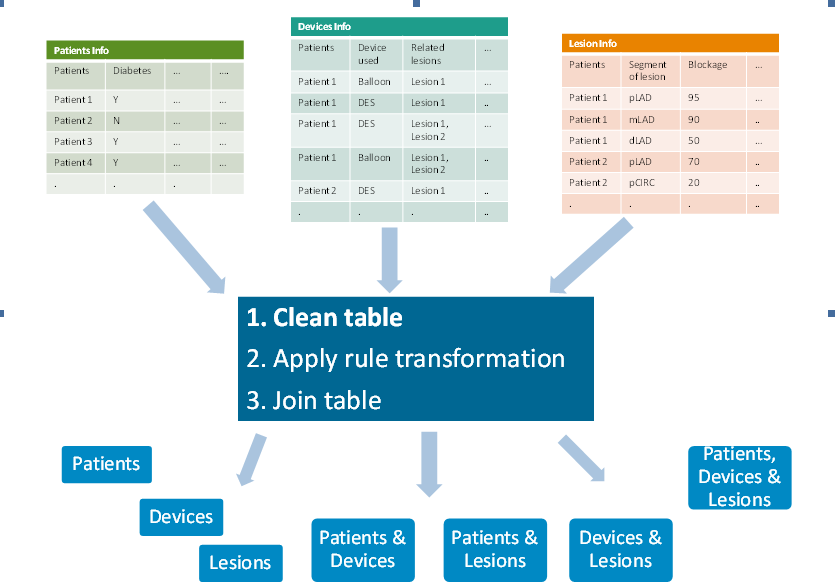 Patients Info
Patients Diabetes ... ....
Patient 1 Y ... ...
Patient 2 N ... ...
Patient 3 Y ... ...
Patient 4 Y ... ...
. . .
Devices Info
Patients Device used Related lesions ...
Patient 1 Balloon Lesion 1 ...
Patient 1 DES Lesion 1 ..
Patient 1 DES Lesion 1, Lesion 2 ...
Patient 1 Balloon Lesion 1, Lesion 2 ..
Patient 2 DES Lesion 1 ..
. . . ..
Lesion Info
Patients Segment of lesion Blockage ...
Patient 1 pLAD 95 ...
Patient 1 mLAD 90 ..
Patient 1 dLAD 50 ...
Patient 2 pLAD 70 ..
Patient 2 pCIRC 20 ..
. . . ..
1. Clean table
2. Apply rule transformation
3. Join table
Patients
Devices
Lesions
Patients &
Devices
Patients &
Lesions
Devices &
Lesions
Patients,
Devices &
Lesions